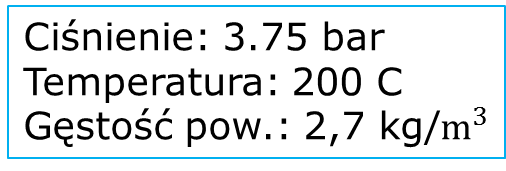 Ciśnienie: 3.75 bar
Temperatura: 200 C
Gęstość pow.: 2,7 kg/m³